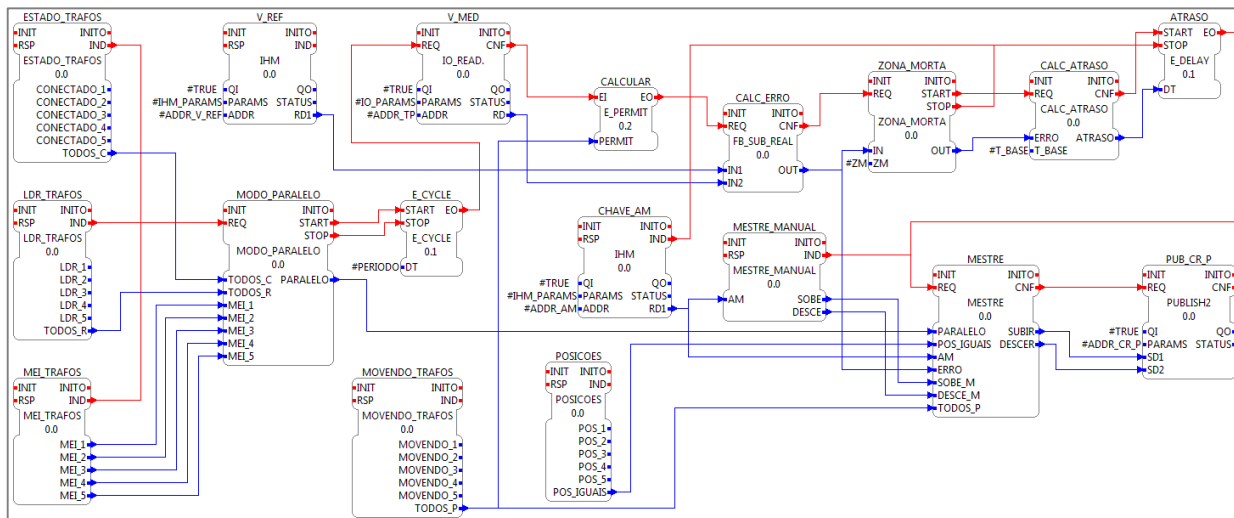 ESTADO_TRAFOS
INIT INITO
RSP IND
ESTADO_TRAFOS
0.0
CONECTADO_1
CONECTADO_2
CONECTADO_3
CONECTADO_4
CONECTADO_5
TODOS_C
V_REF
INIT INITO
RSP IND
IHM
0.0
#TRUE QI QO
#IHM_PARAMS PARAMS STATUS
#ADDR_V_REF ADDR RD1
V_MED
INIT INITO
REQ CNF
IO_READ.
0.0
#TRUE QI QO
#IO_PARAMS PARAMS STATUS
#ADDR_TP ADDR RD
CALCULAR
EI EO
E_PERMIT
0.2
PERMIT
CALC_ERRO
INIT INITO
REQ CNF
FB_SUB_REAL
0.0
IN1
IN2 OUT
ZONA_MORTA
INIT INITO
REQ START
STOP
ZONA_MORTA
0.0
IN OUT
#ZM ZM
CALC_ATRASO
INIT INITO
REQ CNF
CALC_ATRASO
0.0
ERRO ATRASO
#T_BASE T_BASE
ATRASO
START EO
STOP
E_DELAY
0.1
DT
LDR_TRAFOS
INIT INITO
RSP IND
LDR_TRAFOS
0.0
LDR_1
LDR_2
LDR_3
LDR_4
LDR_5
TODOS_R
MODO_PARALELO
INIT INITO
REQ START
STOP
MODO_PARALELO
0.0
TODOS_C PARALELO
TODOS_R
MEI_1
MEI_2
MEI_3
MEI_4
MEI_5
E_CYCLE
START EO
STOP
E_CYCLE
0.1
#PERIODO DT
CHAVE_AM
INIT INITO
RSP IND
IHM
0.0
#TRUE QI QO
#IHM_PARAMS PARAMS STATUS
#ADDR_AM ADDR RD1
MESTRE_MANUAL
INIT INITO
RSP IND
MESTRE_MANUAL
0.0
AM SOBE
DESCE
MESTRE
INIT INITO
REQ CNF
MESTRE
0.0
PARALELO SUBIR
POS_IGUAIS DESCER
AM
ERRO
SOBE_M
DESCE_M
TODOS_P
PUB_CR_P
INIT INITO
REQ CNF
PUBLISH2
0.0
#TRUE QI QO
#ADDR_CR_P PARAMS STATUS
SD1
SD2
MEI_TRAFOS
INIT INITO
RSP IND
MEI_TRAFOS
0.0
MEI_1
MEI_2
MEI_3
MEI_4
MEI_5
MOVENDO_TRAFOS
INIT INITO
RSP IND
MOVENDO_TRAFOS
0.0
MOVENDO_1
MOVENDO_2
MOVENDO_3
MOVENDO_4
MOVENDO_5
TODOS_P
POSICOES
INIT INITO
RSP IND
POSICOES
0.0
POS_1
POS_2
POS_3
POS_4
POS_5
POS_IGUAIS